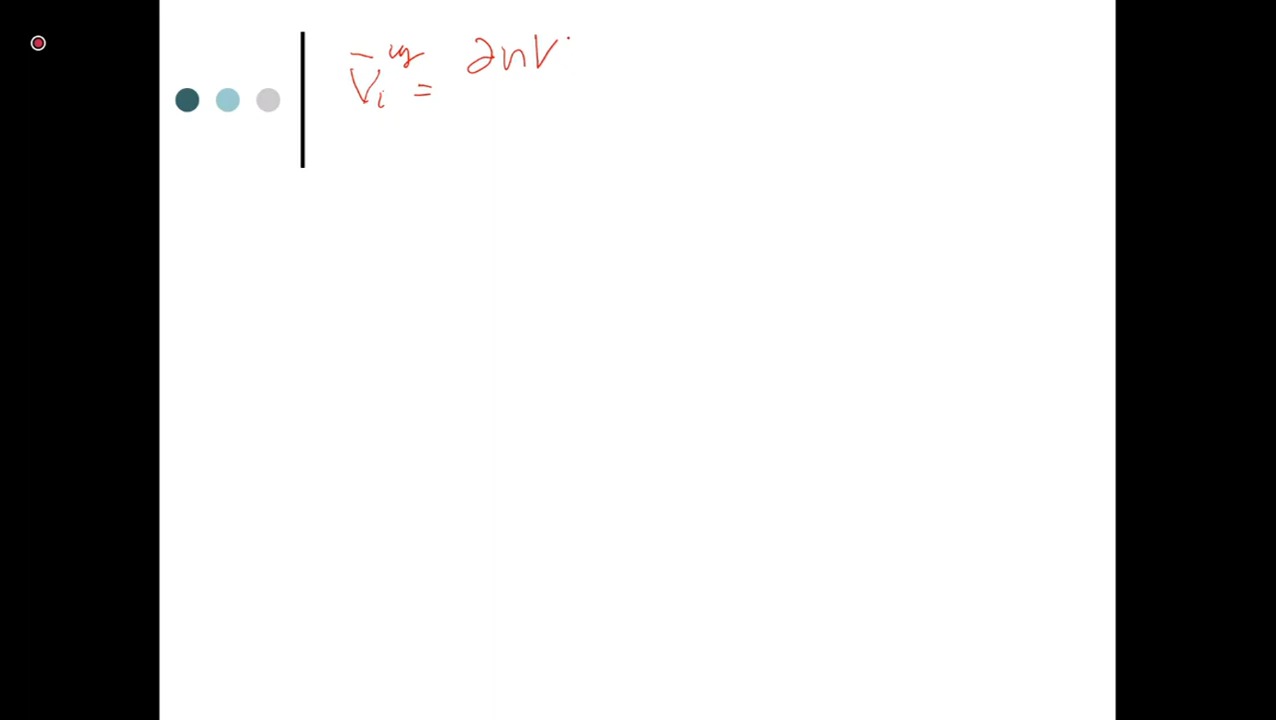 V̄ᵢ^ig = ∂nV